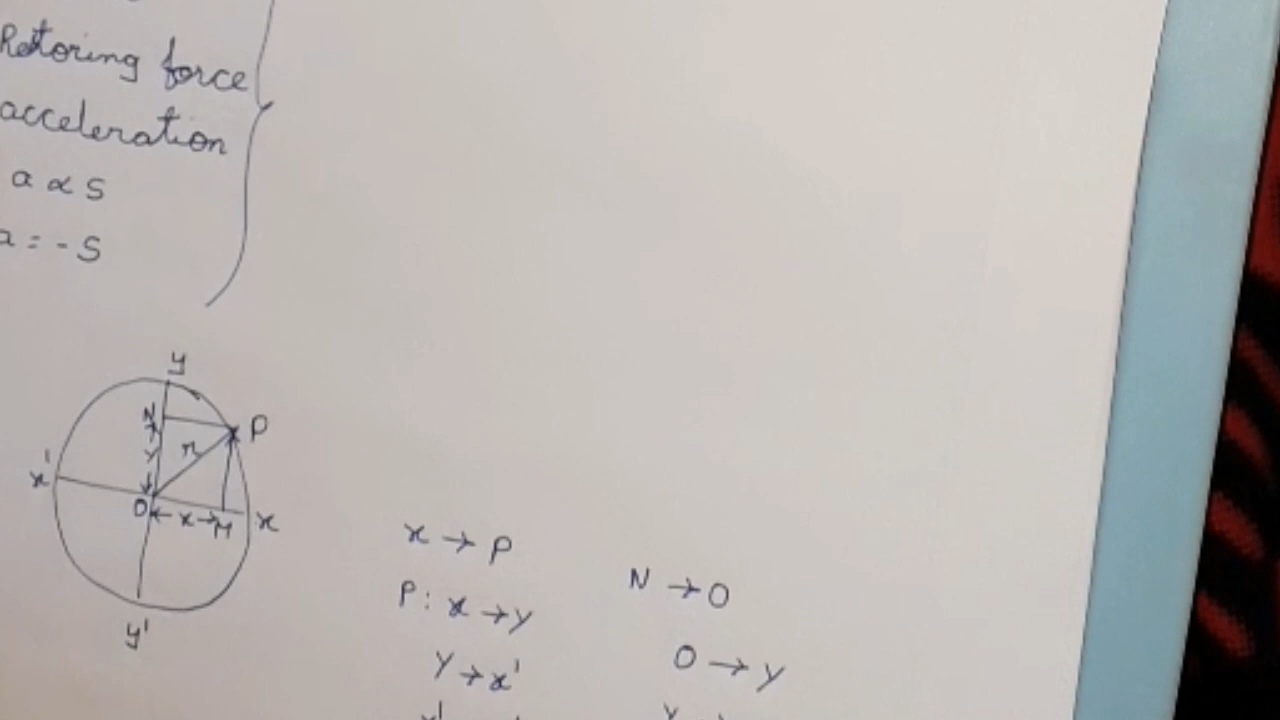 Restoring force
acceleration
a ∝ S
a = - S
y
N
P
y
r
x'
O
x
M
x
y'
x → P
P : x → y
y → x'
N → O
O → y